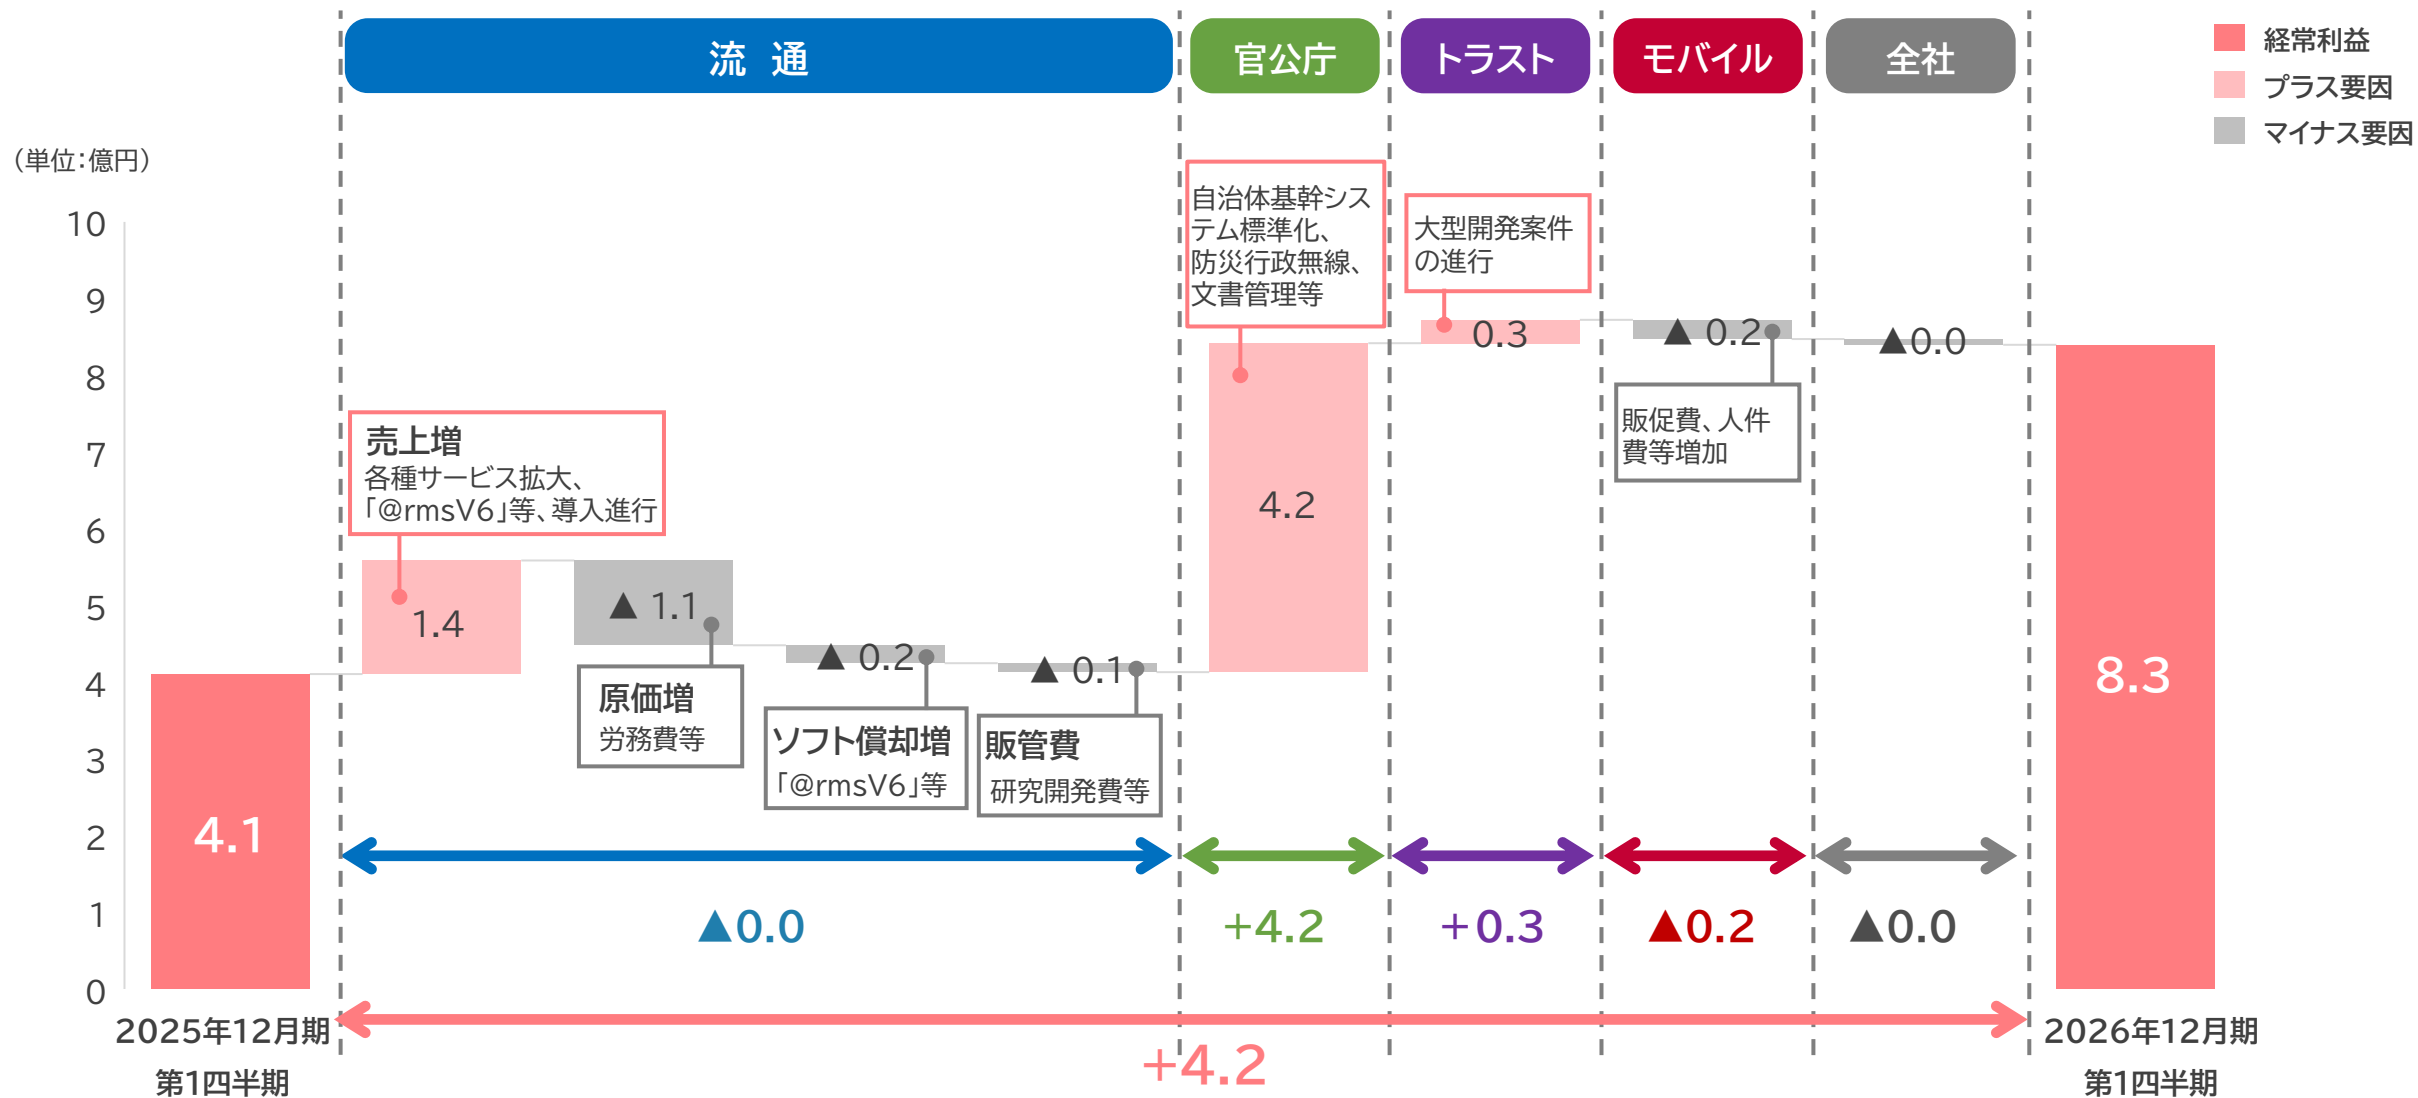 流 通
官公庁
トラスト
モバイル
全社
経常利益
プラス要因
マイナス要因
(単位:億円)
10
9
8
7
6
5
4
3
2
1
0
売上増
各種サービス拡大、
「@rmsV6」等、導入進行
1.4
▲ 1.1
原価増
労務費等
▲ 0.2
ソフト償却増
「@rmsV6」等
▲ 0.1
販管費
研究開発費等
自治体基幹シス
テム標準化、
防災行政無線、
文書管理等
4.2
大型開発案件
の進行
0.3
▲ 0.2
販促費、人件
費等増加
▲0.0
4.1
8.3
▲0.0
+4.2
+0.3
▲0.2
▲0.0
+4.2
2025年12月期
第1四半期
2026年12月期
第1四半期